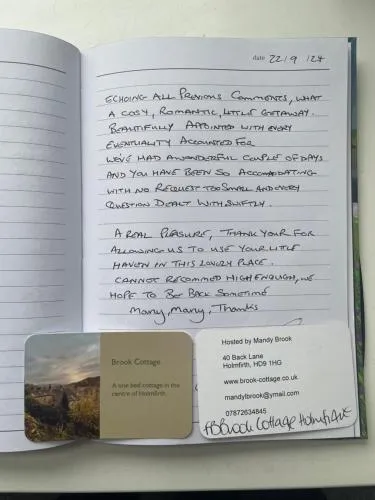 date 22/9/24
ECHOING ALL PREVIOUS COMMENTS, WHAT
A COSY, ROMANTIC, LITTLE GETAWAY.
BEAUTIFULLY APPOINTED WITH EVERY
EVENTUALITY ACCOUNTED FOR
WE'VE HAD A WONDERFUL COUPLE OF DAYS
AND YOU HAVE BEEN SO ACCOMADATING
WITH NO REQUEST TOO SMALL AND EVERY
QUESTION DEALT WITH SWIFTLY.
A REAL PLEASURE, THANK YOUR FOR
ALLOWING US TO USE YOUR LITTLE
HAVEN IN THIS LOVELY PLACE.
CANNOT RECOMMED HIGH ENOUGH, WE
HOPE TO BE BACK SOMETIME
Many, Many, Thanks
Brook Cottage
A one bed cottage in the
centre of Holmfirth.
Hosted by Mandy Brook
40 Back Lane
Holmfirth, HD9 1HG
www.brook-cottage.co.uk
mandylbrook@ymail.com
07872634845
FB Brook Cottage Holmfirth